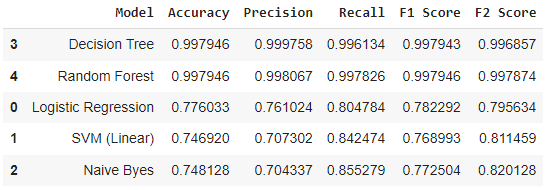 Model Accuracy Precision Recall F1 Score F2 Score
3 Decision Tree 0.997946 0.999758 0.996134 0.997943 0.996857
4 Random Forest 0.997946 0.998067 0.997826 0.997946 0.997874
0 Logistic Regression 0.776033 0.761024 0.804784 0.782292 0.795634
1 SVM (Linear) 0.746920 0.707302 0.842474 0.768993 0.811459
2 Naive Byes 0.748128 0.704337 0.855279 0.772504 0.820128